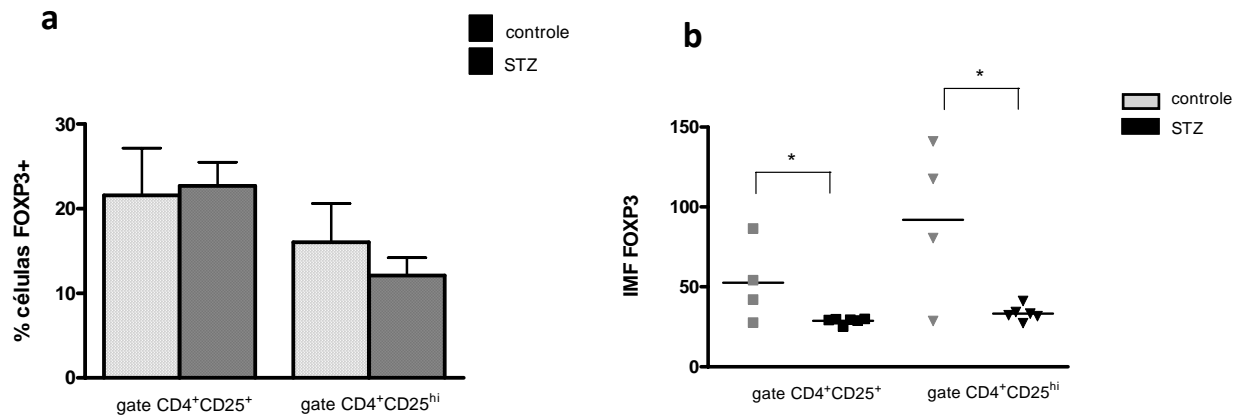 a
controle
STZ
% células FOXP3+
30
20
10
0
gate CD4⁺CD25⁺
gate CD4⁺CD25ʰⁱ
b
controle
STZ
IMF FOXP3
150
100
50
0
*
*
gate CD4⁺CD25⁺
gate CD4⁺CD25ʰⁱ